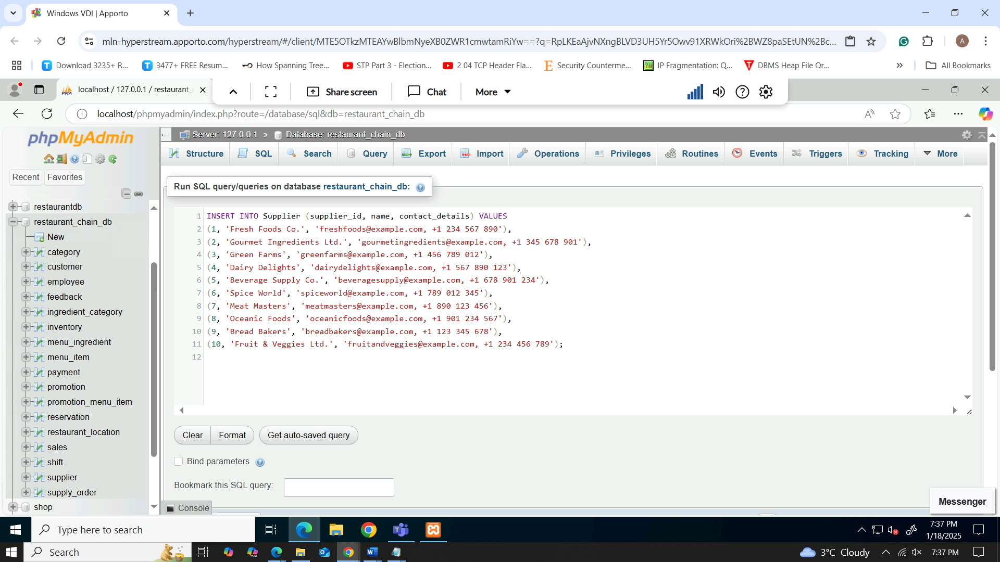 Windows VDI | Apporto
mln-hyperstream.apporto.com/hyperstream/#/client/MTE5OTkzMTEAYwBlbmNyeXB0ZWR1cmwtamRiYw==?q=RpLKEaAjvNXngBLVD3UH5Yr5Owv91XRWkOri%2BWZ8paSEtUN%2Bc...
A
Download 3235+ R...
3477+ FREE Resum...
How Spanning Tree...
STP Part 3 - Election...
2 04 TCP Header Fla...
Security Counterme...
IP Fragmentation: Q...
DBMS Heap File Or...
All Bookmarks
localhost / 127.0.0.1 / restaurant_
Share screen
Chat
More
localhost/phpmyadmin/index.php?route=/database/sql&db=restaurant_chain_db
phpMyAdmin
Recent
Favorites
restaurantdb
restaurant_chain_db
New
category
customer
employee
feedback
ingredient_category
inventory
menu_ingredient
menu_item
payment
promotion
promotion_menu_item
reservation
restaurant_location
sales
shift
supplier
supply_order
shop
Server: 127.0.0.1 » Database: restaurant_chain_db
Structure
SQL
Search
Query
Export
Import
Operations
Privileges
Routines
Events
Triggers
Tracking
More
Run SQL query/queries on database restaurant_chain_db:
1 INSERT INTO Supplier (supplier_id, name, contact_details) VALUES
2 (1, 'Fresh Foods Co.', 'freshfoods@example.com, +1 234 567 890'),
3 (2, 'Gourmet Ingredients Ltd.', 'gourmetingredients@example.com, +1 345 678 901'),
4 (3, 'Green Farms', 'greenfarms@example.com, +1 456 789 012'),
5 (4, 'Dairy Delights', 'dairydelights@example.com, +1 567 890 123'),
6 (5, 'Beverage Supply Co.', 'beveragesupply@example.com, +1 678 901 234'),
7 (6, 'Spice World', 'spiceworld@example.com, +1 789 012 345'),
8 (7, 'Meat Masters', 'meatmasters@example.com, +1 890 123 456'),
9 (8, 'Oceanic Foods', 'oceanicfoods@example.com, +1 901 234 567'),
10 (9, 'Bread Bakers', 'breadbakers@example.com, +1 123 345 678'),
11 (10, 'Fruit & Veggies Ltd.', 'fruitandveggies@example.com, +1 234 456 789');
12
Clear
Format
Get auto-saved query
Bind parameters
Bookmark this SQL query:
Console
Messenger
Type here to search
7:37 PM
1/18/2025
Search
3°C Cloudy
7:37 PM